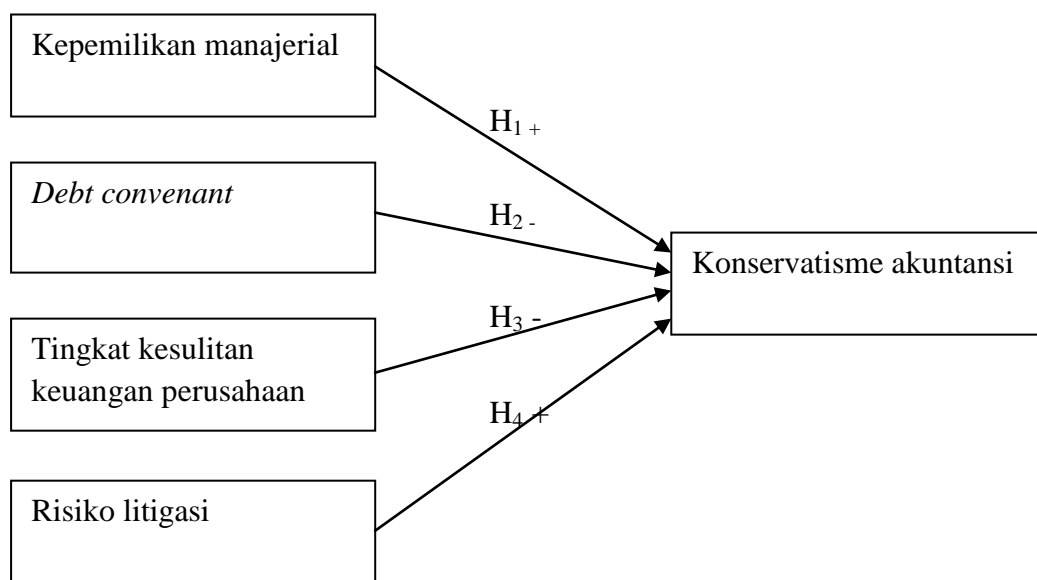 Kepemilikan manajerial
H1 +
Debt convenant
H2 -
Konservatisme akuntansi
H3 -
Tingkat kesulitan
keuangan perusahaan
H4 +
Risiko litigasi